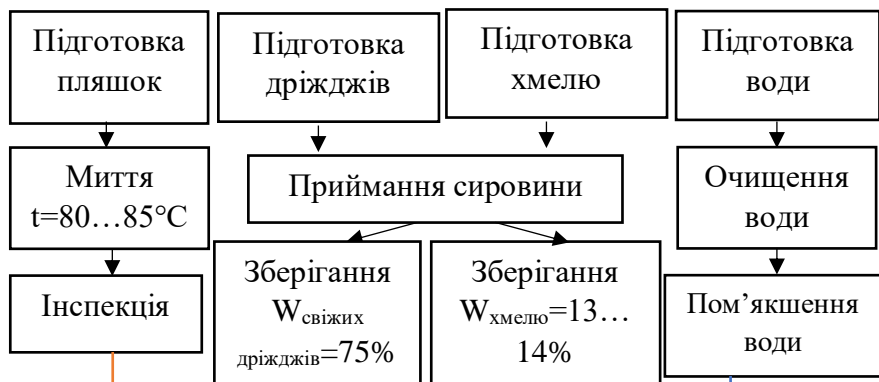 Підготовка
пляшок
Підготовка
дріжджів
Підготовка
хмелю
Підготовка
води
Миття
t=80…85°C
Приймання сировини
Очищення
води
Інспекція
Зберігання
Wсвіжих
дріжджів=75%
Зберігання
Wхмелю=13…
14%
Пом’якшення
води